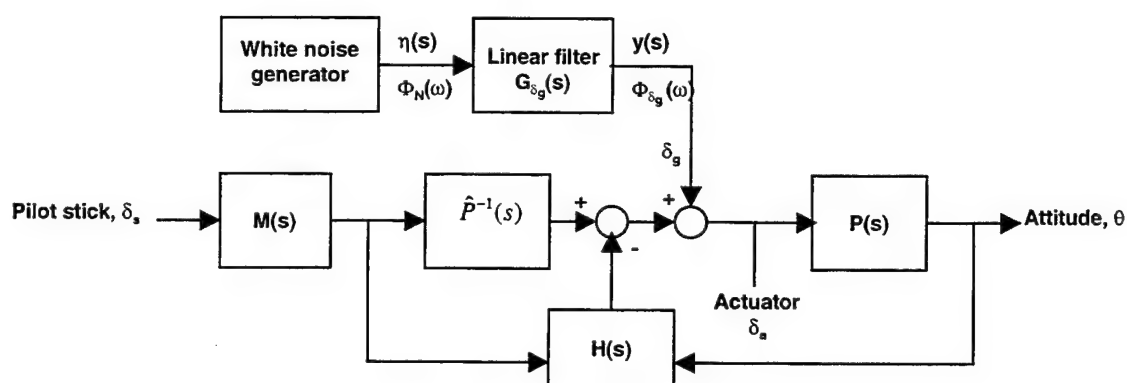 White noise
generator
η(s)
Φ_N(ω)
Linear filter
G_δg(s)
y(s)
Φ_δg(ω)
δ_g
Pilot stick, δ_s
M(s)
P̂⁻¹(s)
+
-
+
P(s)
Attitude, θ
Actuator
δ_a
H(s)